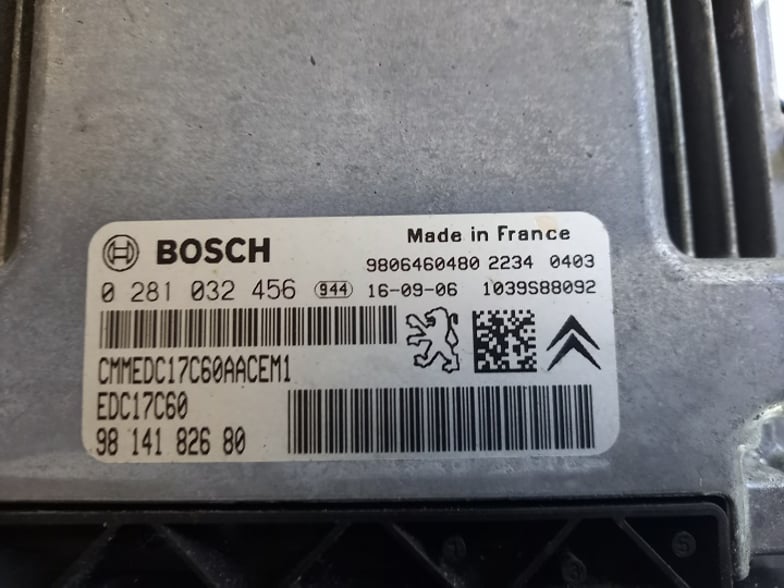 BOSCH
Made in France
9806460480 2234 0403
0 281 032 456 944 16-09-06 1039S88092
CMMEDC17C60AACEM1
EDC17C60
98 141 826 80